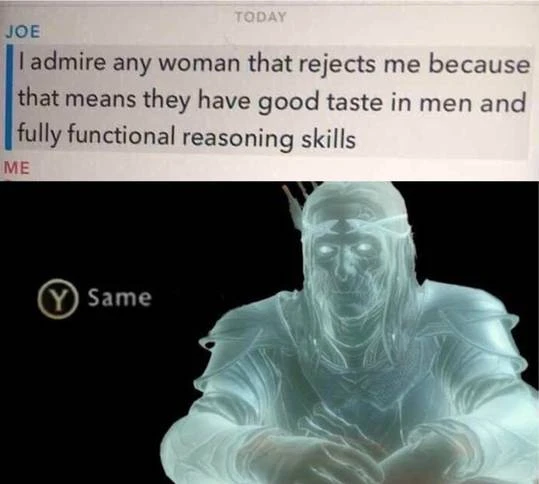 TODAY
JOE
I admire any woman that rejects me because
that means they have good taste in men and
fully functional reasoning skills
ME
Y Same